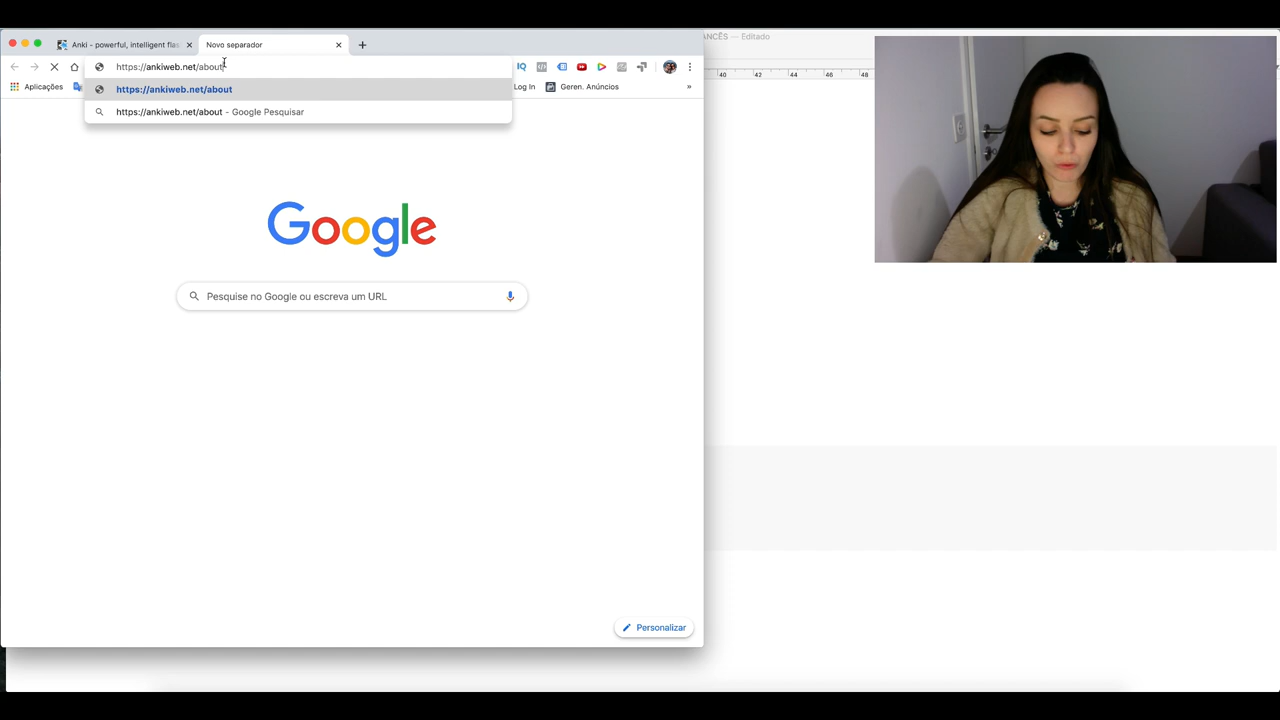 Anki - powerful, intelligent flas
Novo separador
ANCÊS — Editado
https://ankiweb.net/about
40 42 44 46 48
Aplicações
https://ankiweb.net/about
Log In
Geren. Anúncios
»
https://ankiweb.net/about - Google Pesquisar
Google
Pesquise no Google ou escreva um URL
Personalizar